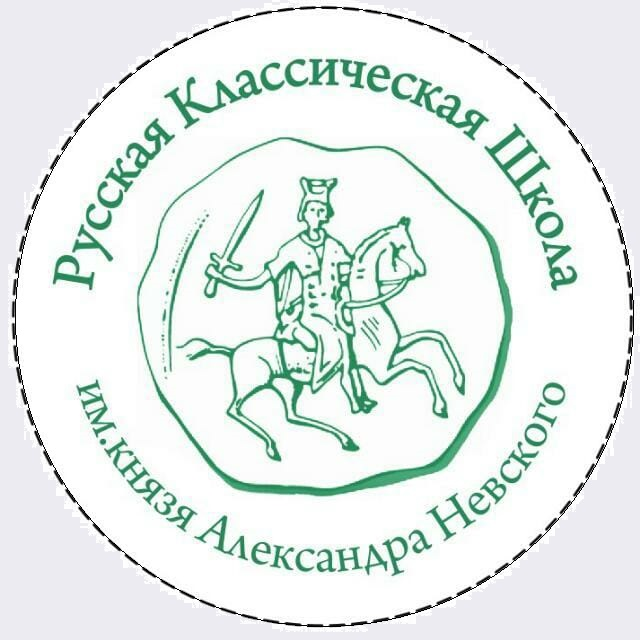 Русская Классическая Школа
им.князя Александра Невского